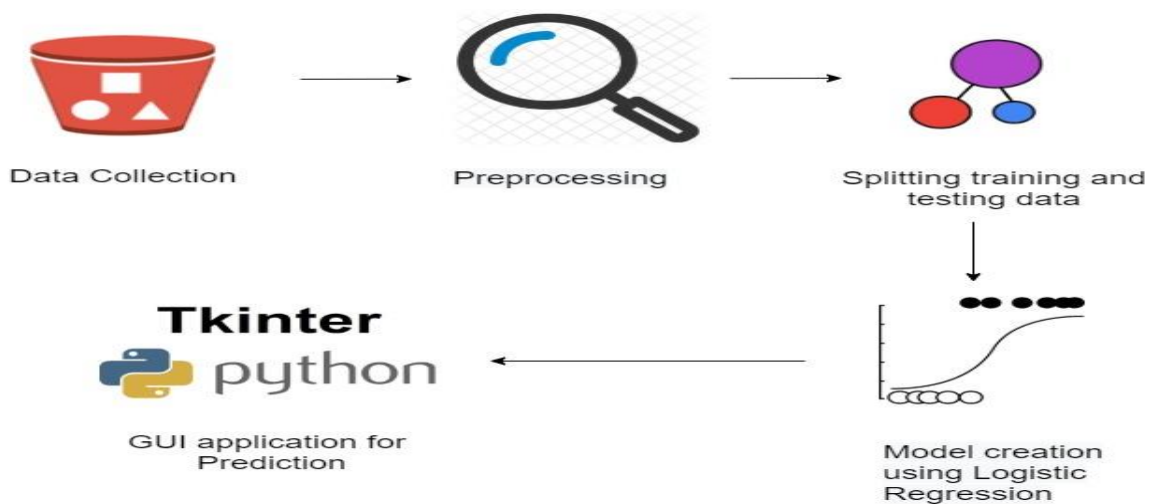 Data Collection
Preprocessing
Splitting training and
testing data
Model creation
using Logistic
Regression
Tkinter
python
GUI application for
Prediction